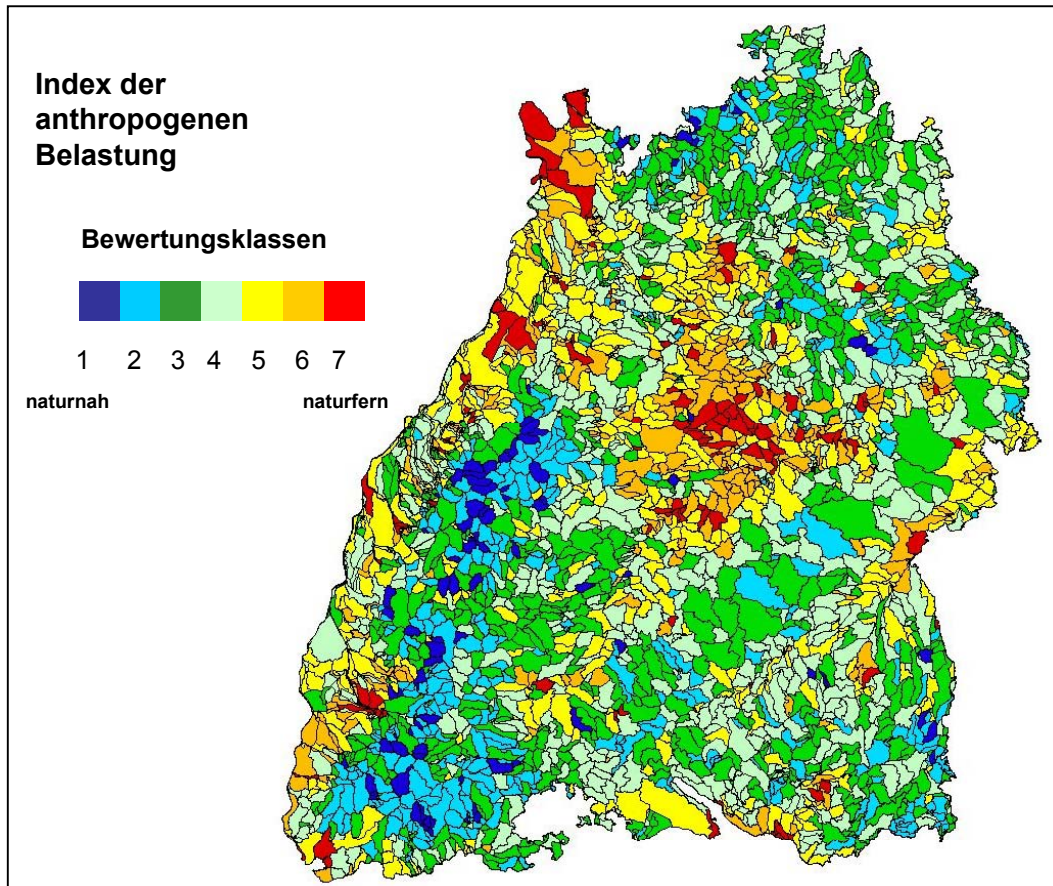 Index der
anthropogenen
Belastung
Bewertungsklassen
1 2 3 4 5 6 7
naturnah naturfern